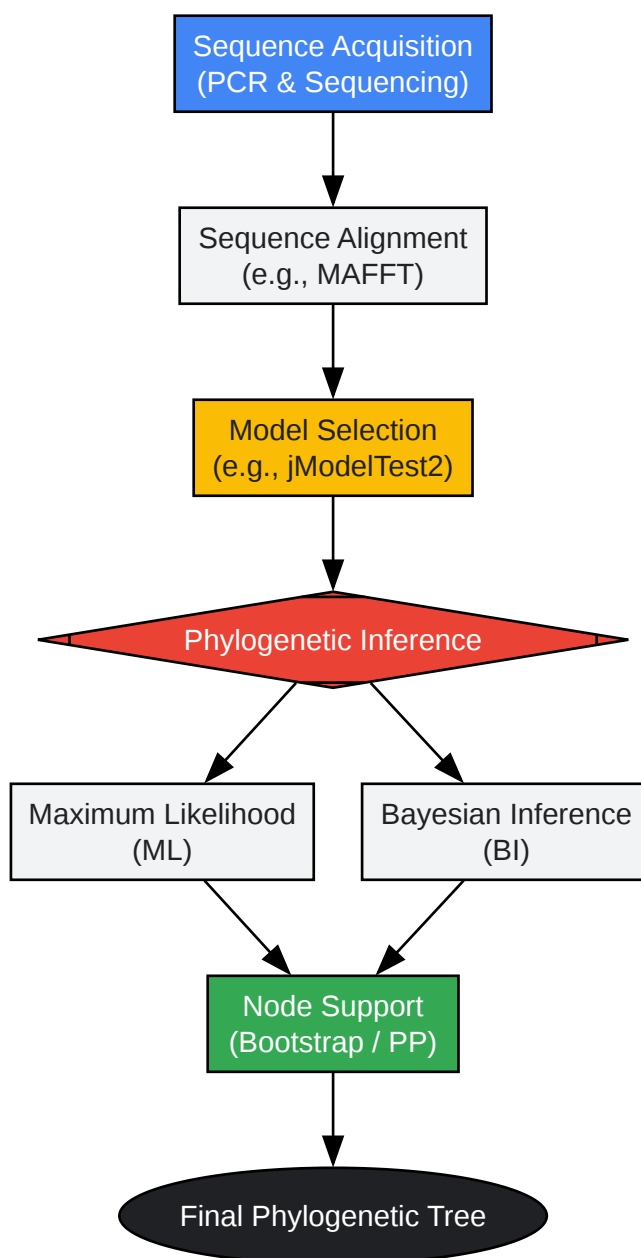 Sequence Acquisition
(PCR & Sequencing)
Sequence Alignment
(e.g., MAFFT)
Model Selection
(e.g., jModelTest2)
Phylogenetic Inference
Maximum Likelihood
(ML)
Bayesian Inference
(BI)
Node Support
(Bootstrap / PP)
Final Phylogenetic Tree